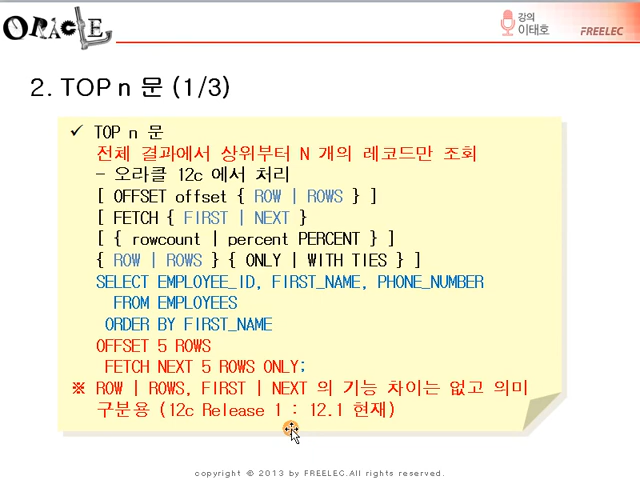 ORACLE
강의
이태호
FREELEC
2. TOP n 문 (1/3)
✓ TOP n 문
전체 결과에서 상위부터 N 개의 레코드만 조회
- 오라클 12c 에서 처리
[ OFFSET offset { ROW | ROWS } ]
[ FETCH { FIRST | NEXT }
[ { rowcount | percent PERCENT } ]
{ ROW | ROWS } { ONLY | WITH TIES } ]
SELECT EMPLOYEE_ID, FIRST_NAME, PHONE_NUMBER
FROM EMPLOYEES
ORDER BY FIRST_NAME
OFFSET 5 ROWS
FETCH NEXT 5 ROWS ONLY;
※ ROW | ROWS, FIRST | NEXT 의 기능 차이는 없고 의미
구분용 (12c Release 1 : 12.1 현재)
copyright © 2013 by FREELEC.All rights reserved.